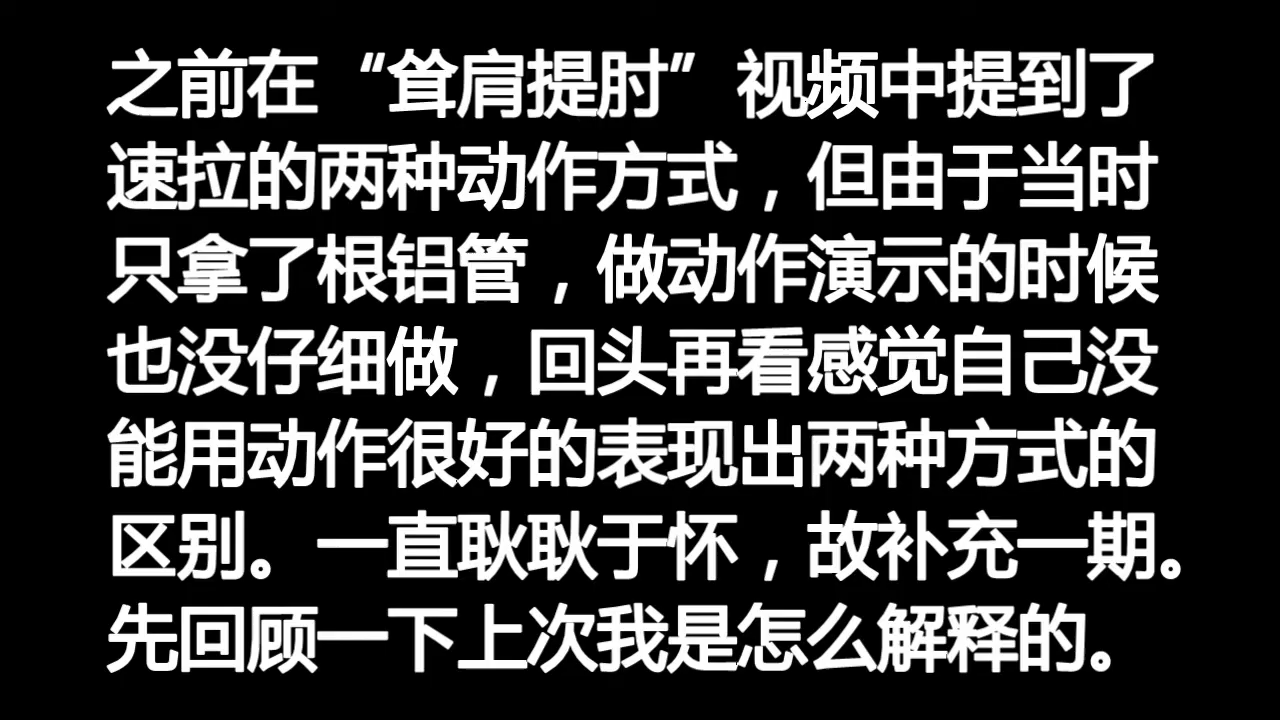 之前在“耸肩提肘”视频中提到了
速拉的两种动作方式，但由于当时
只拿了根铝管，做动作演示的时候
也没仔细做，回头再看感觉自己没
能用动作很好的表现出两种方式的
区别。一直耿耿于怀，故补充一期。
先回顾一下上次我是怎么解释的。